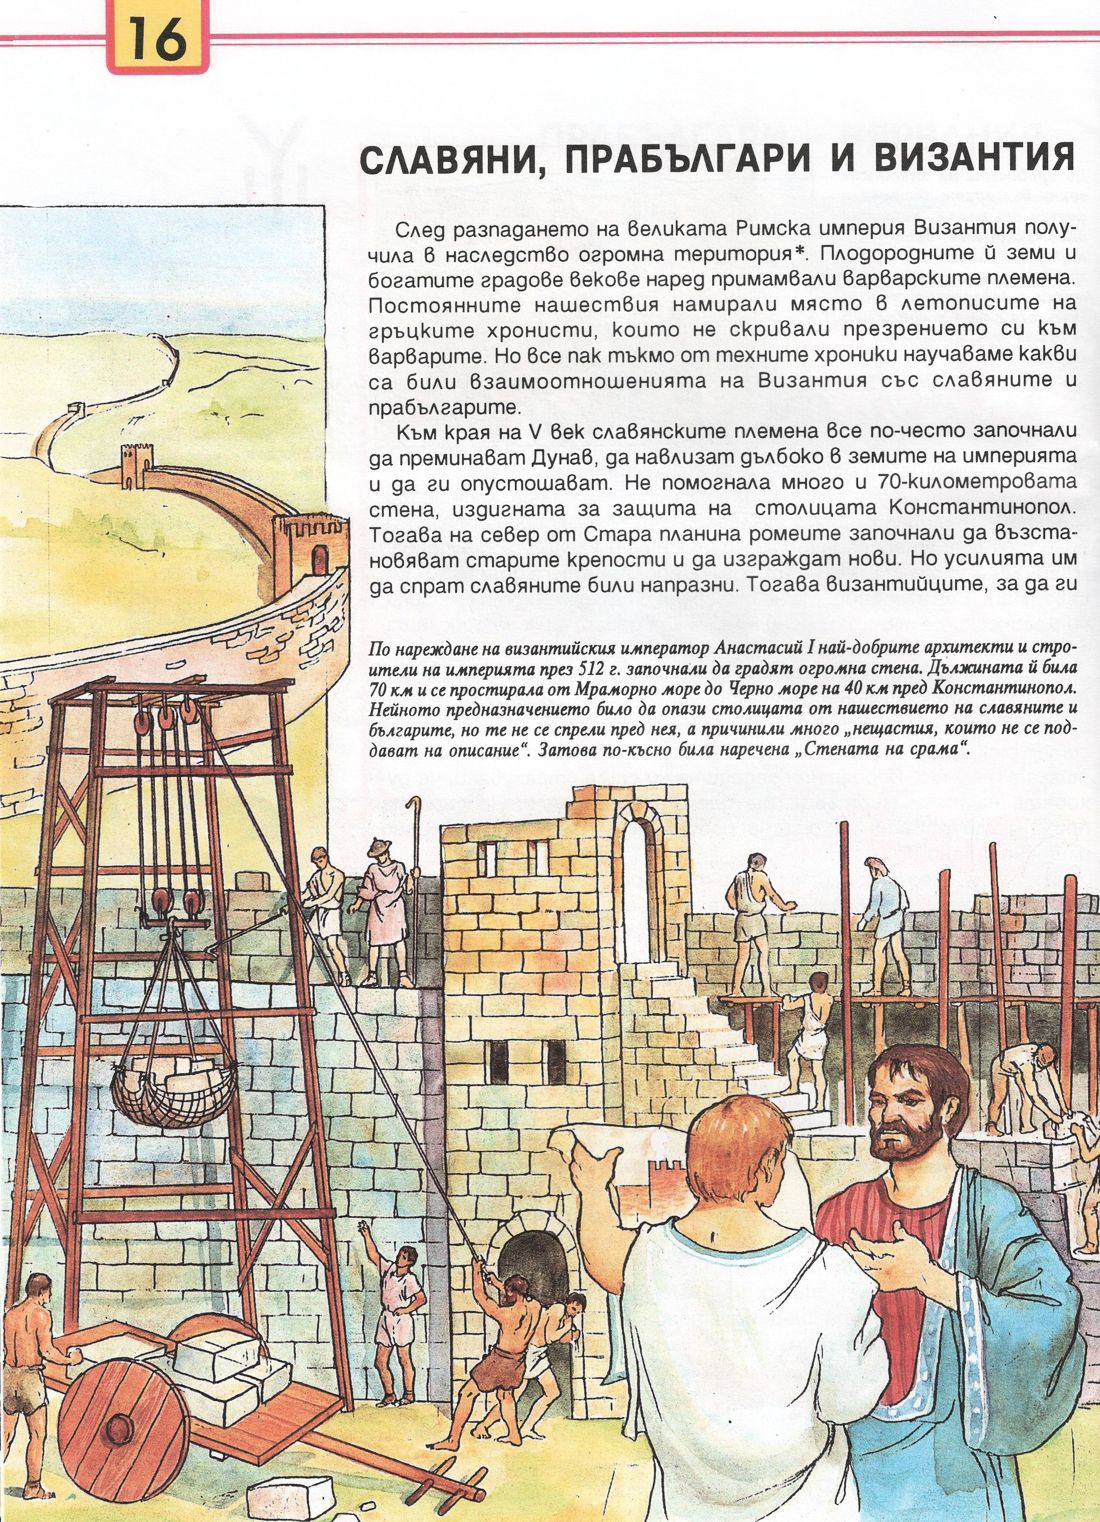 16
СЛАВЯНИ, ПРАБЪЛГАРИ И ВИЗАНТИЯ
След разпадането на великата Римска империя Византия полу-
чила в наследство огромна територия*. Плодородните й земи и
богатите градове векове наред примамвали варварските племена.
Постоянните нашествия намирали място в летописите на
гръцките хронисти, които не скривали презрението си към
варварите. Но все пак тъкмо от техните хроники научаваме какви
са били взаимоотношенията на Византия със славяните и
прабългарите.
Към края на V век славянските племена все по-често започнали
да преминават Дунав, да навлизат дълбоко в земите на империята
и да ги опустошават. Не помогнала много и 70-километровата
стена, издигната за защита на столицата Константинопол.
Тогава на север от Стара планина ромеите започнали да възста-
новяват старите крепости и да изграждат нови. Но усилията им
да спрат славяните били напразни. Тогава византийците, за да ги
По нареждане на византийския император Анастасий I най-добрите архитекти и стро-
ители на империята през 512 г. започнали да градят огромна стена. Дължината й била
70 км и се простирала от Мраморно море до Черно море на 40 км пред Константинопол.
Нейното предназначението било да опази столицата от нашествието на славяните и
българите, но те не се спрели пред нея, а причинили много „нещастия, които не се под-
дават на описание“. Затова по-късно била наречена „Стената на срама“.